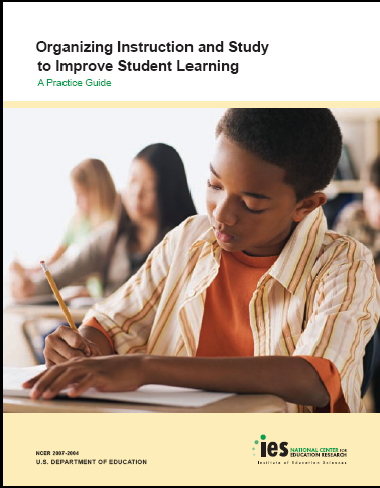 Organizing Instruction and Study
to Improve Student Learning
A Practice Guide
NCER 2007-2004
U.S. DEPARTMENT OF EDUCATION
ies NATIONAL CENTER FOR
EDUCATION RESEARCH
Institute of Education Sciences